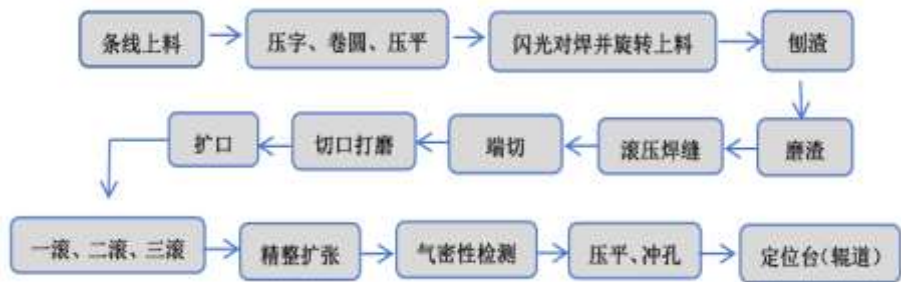 条线上料
压字、卷圆、压平
闪光对焊并旋转上料
刨渣
磨渣
滚压焊缝
端切
切口打磨
扩口
一滚、二滚、三滚
精整扩张
气密性检测
压平、冲孔
定位台(辊道)